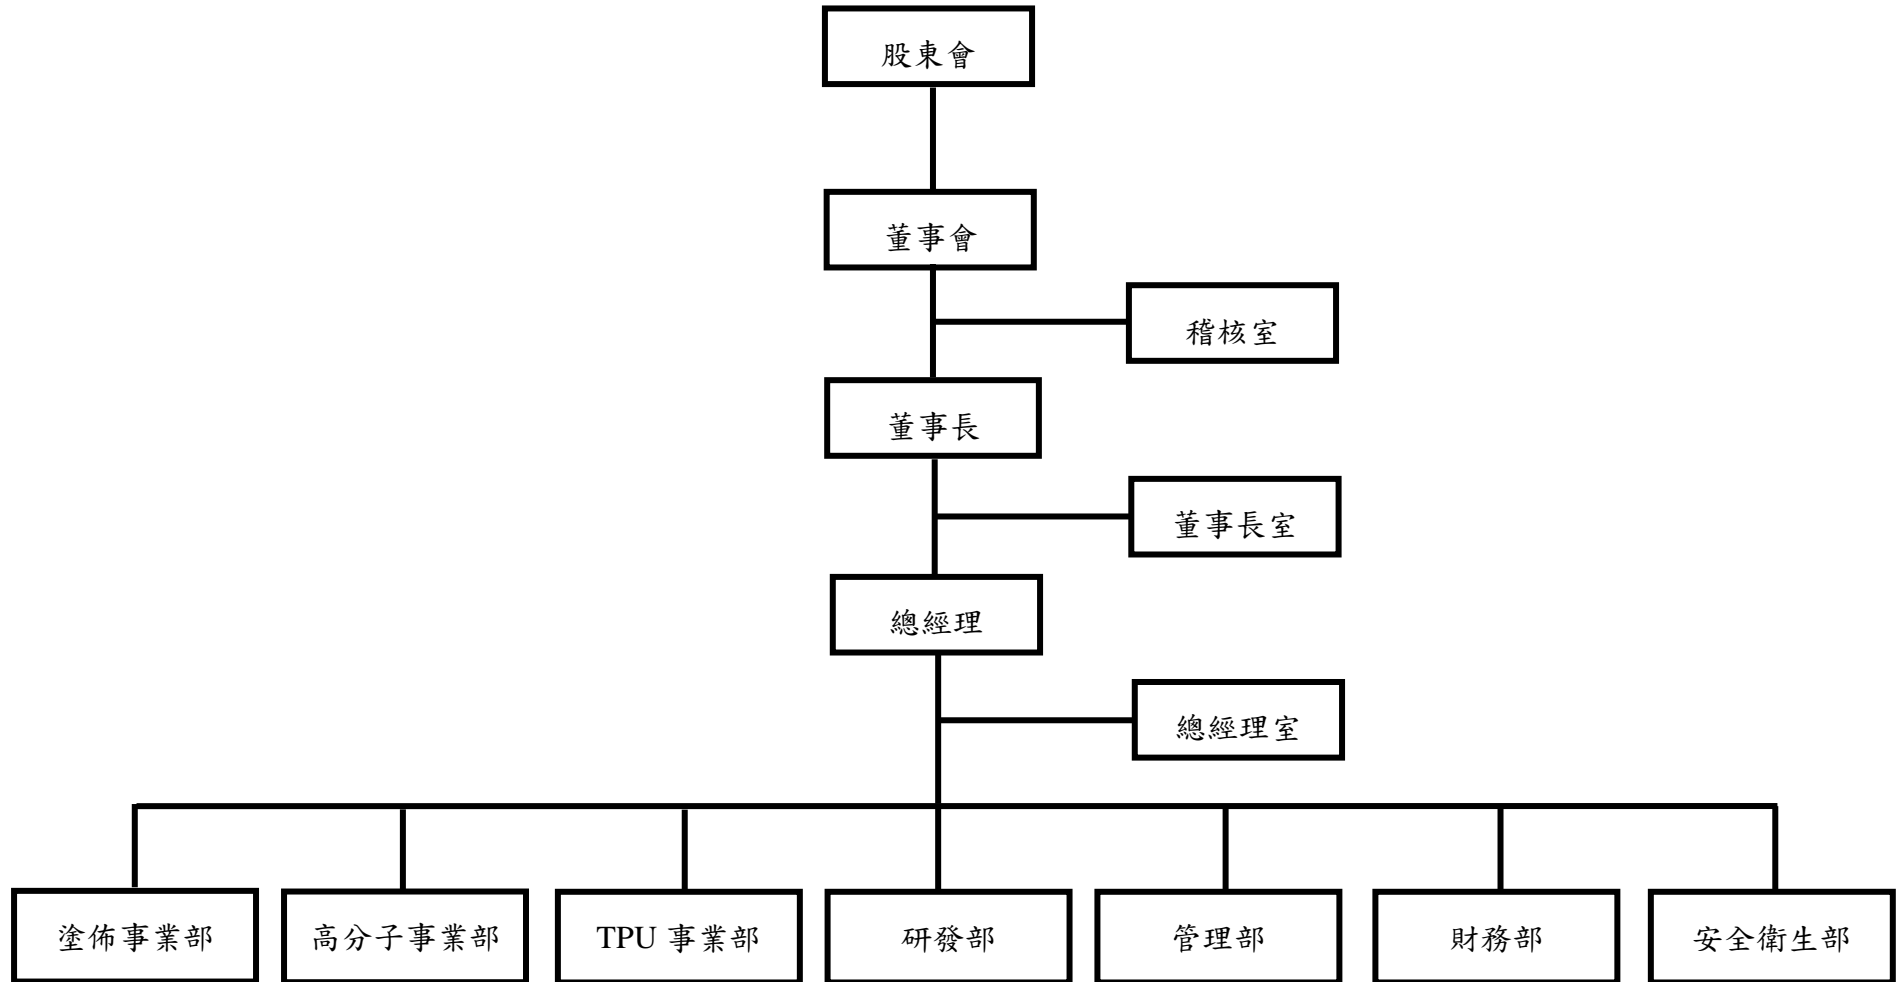 股東會
董事會
稽核室
董事長
董事長室
總經理
總經理室
塗佈事業部
高分子事業部
TPU 事業部
研發部
管理部
財務部
安全衛生部